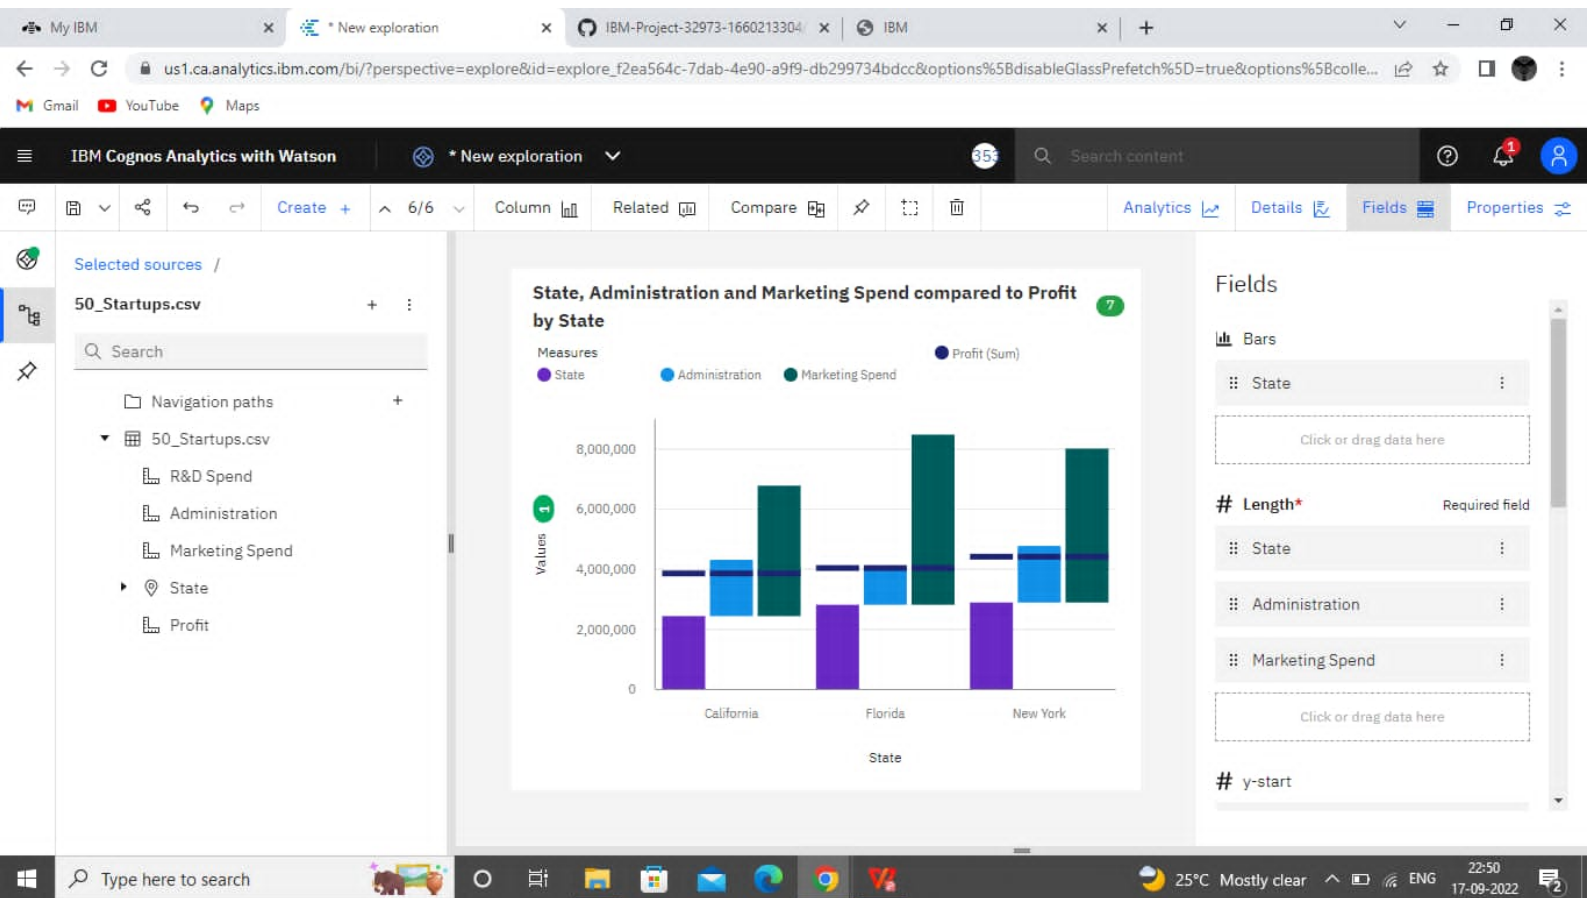 My IBM
* New exploration
IBM-Project-32973-1660213304
IBM
us1.ca.analytics.ibm.com/bi/?perspective=explore&id=explore_f2ea564c-7dab-4e90-a9f9-db299734bdcc&options%5BdisableGlassPrefetch%5D=true&options%5Bcolle...
Gmail
YouTube
Maps
IBM Cognos Analytics with Watson
* New exploration
353
Search content
1
Create +
6/6
Column
Related
Compare
Analytics
Details
Fields
Properties
Selected sources /
50_Startups.csv
Search
Navigation paths
50_Startups.csv
R&D Spend
Administration
Marketing Spend
State
Profit
State, Administration and Marketing Spend compared to Profit
by State
7
Measures
State
Administration
Marketing Spend
Profit (Sum)
8,000,000
6,000,000
4,000,000
2,000,000
0
Values
1
California
Florida
New York
State
Fields
Bars
State
Click or drag data here
# Length*
Required field
State
Administration
Marketing Spend
Click or drag data here
# y-start
Type here to search
25°C Mostly clear
ENG
22:50
17-09-2022
2